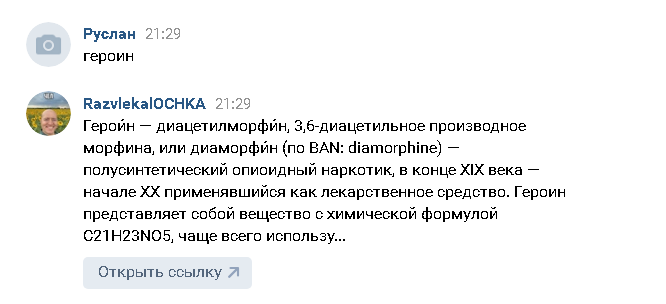 Руслан 21:29
героин
RazvlekalOCHKA 21:29
Герои́н — диацетилморфи́н, 3,6-диацетильное производное
морфина, или диаморфи́н (по BAN: diamorphine) —
полусинтетический опиоидный наркотик, в конце XIX века —
начале XX применявшийся как лекарственное средство. Героин
представляет собой вещество с химической формулой
C21H23NO5, чаще всего использу...
Открыть ссылку